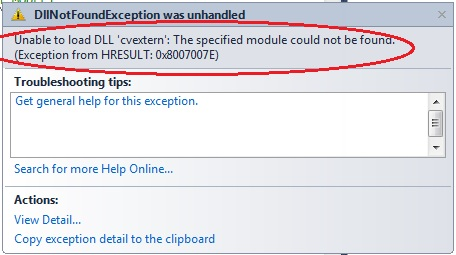 DllNotFoundException was unhandled
Unable to load DLL 'cvextern': The specified module could not be found.
(Exception from HRESULT: 0x8007007E)
Troubleshooting tips:
Get general help for this exception.
Search for more Help Online...
Actions:
View Detail...
Copy exception detail to the clipboard